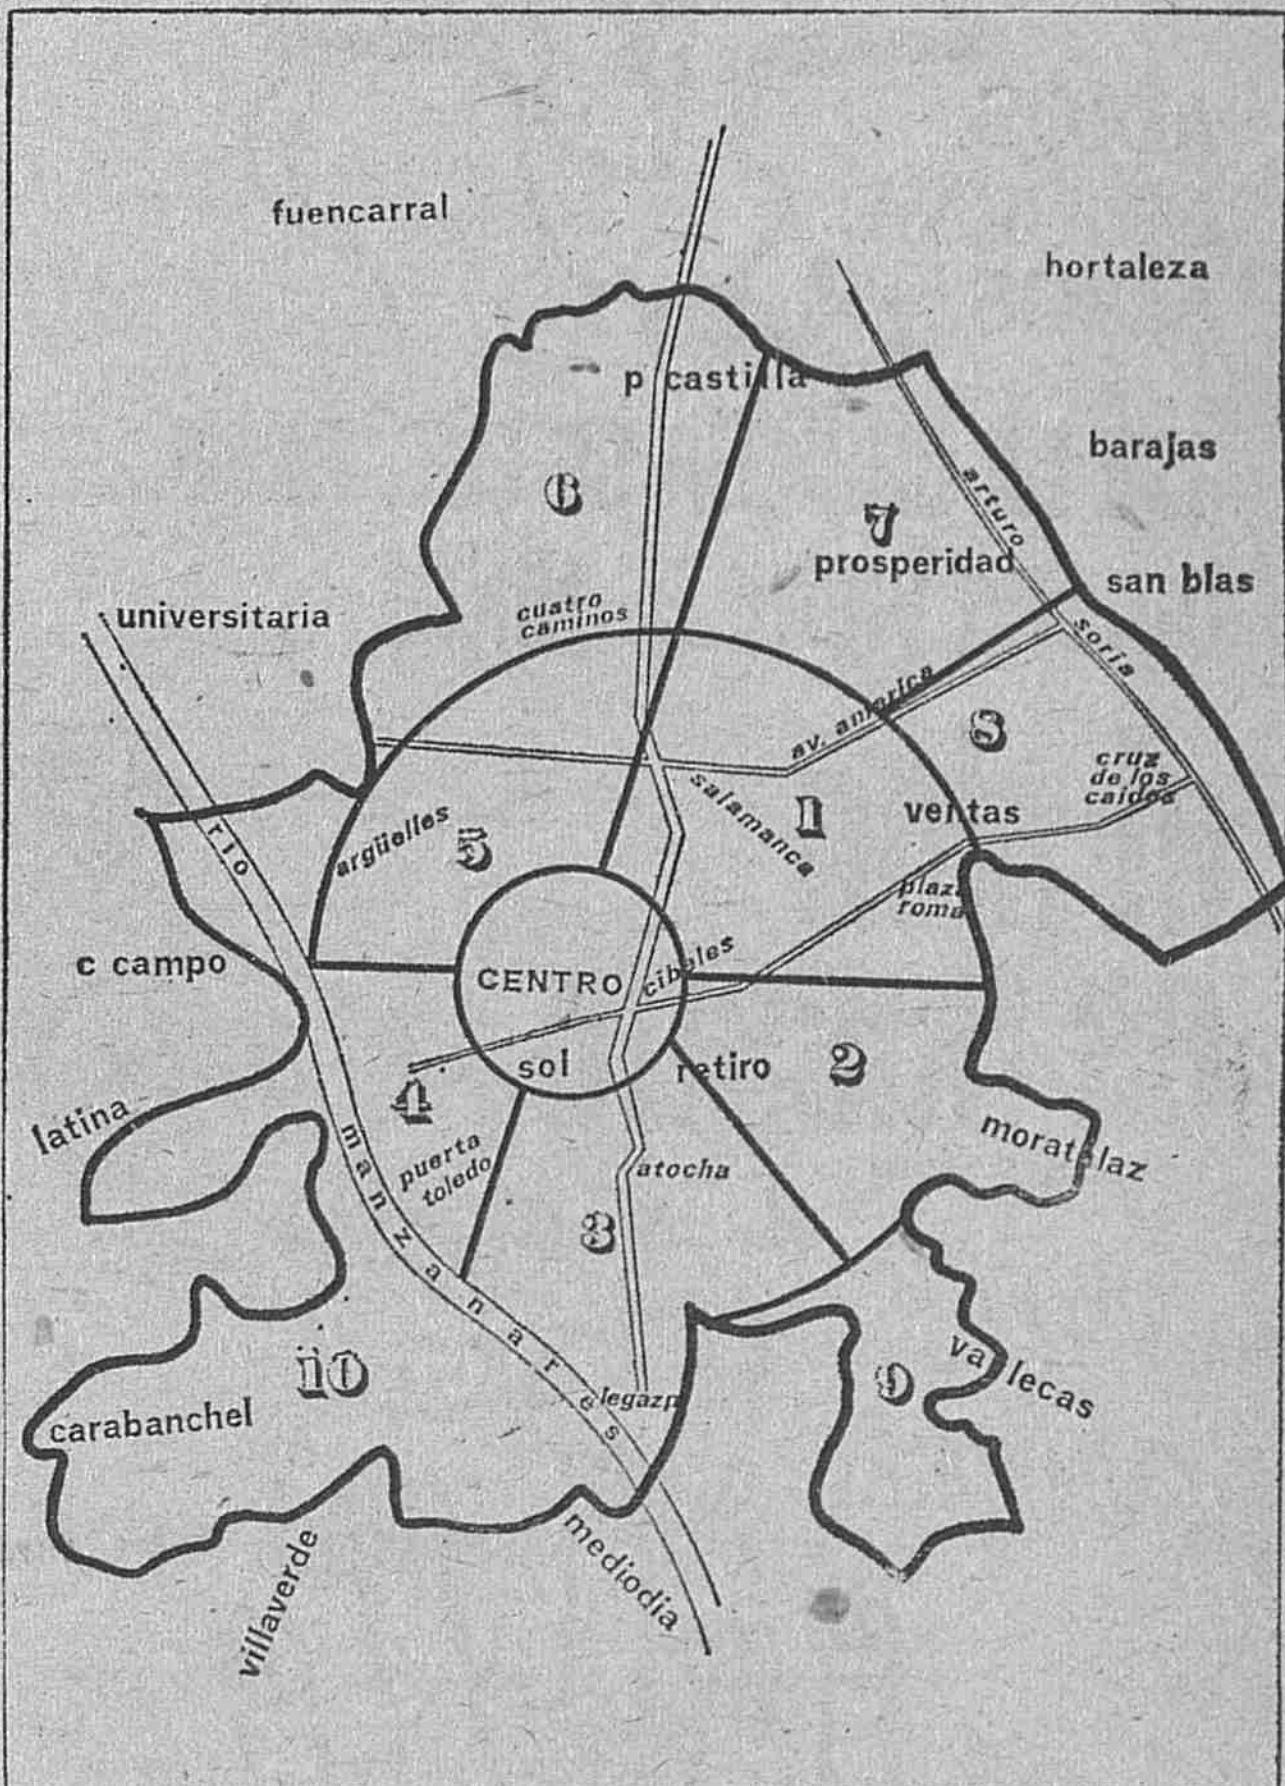 fuencarral
hortaleza
p castilla
barajas
6
arturo
7
prosperidad
san blas
universitaria
cuatro
caminos
soria
av. america
8
cruz
de los
caidos
salamanca
1
ventas
argüelles
5
rio
plaza
roma
c campo
CENTRO
cibeles
sol
retiro
2
4
latina
manzanares
puerta
toledo
moratalaz
atocha
3
vallecas
9
10
legazpi
carabanchel
villaverde
mediodia